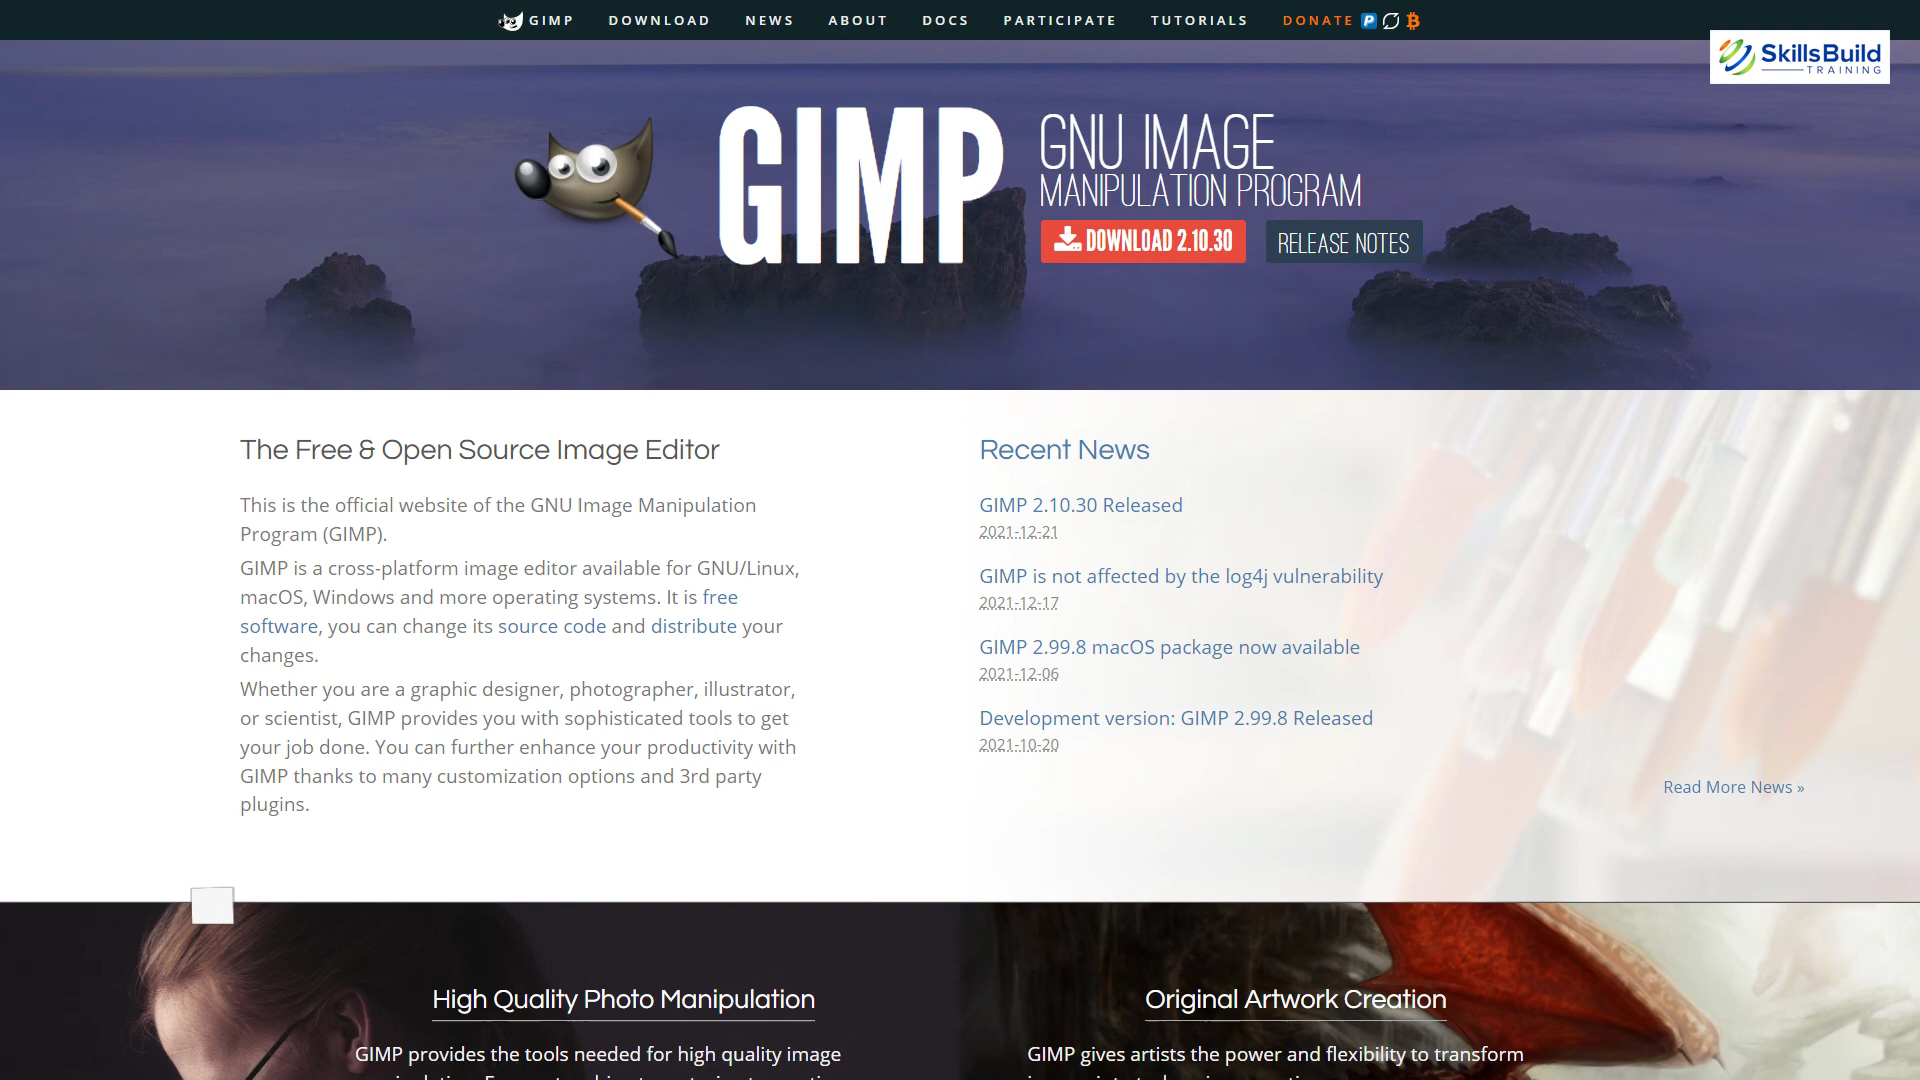 GIMP DOWNLOAD NEWS ABOUT DOCS PARTICIPATE TUTORIALS DONATE
SkillsBuild
TRAINING
GIMP
GNU IMAGE
MANIPULATION PROGRAM
DOWNLOAD 2.10.30 RELEASE NOTES
The Free & Open Source Image Editor
This is the official website of the GNU Image Manipulation
Program (GIMP).
GIMP is a cross-platform image editor available for GNU/Linux,
macOS, Windows and more operating systems. It is free
software, you can change its source code and distribute your
changes.
Whether you are a graphic designer, photographer, illustrator,
or scientist, GIMP provides you with sophisticated tools to get
your job done. You can further enhance your productivity with
GIMP thanks to many customization options and 3rd party
plugins.
Recent News
GIMP 2.10.30 Released
2021-12-21
GIMP is not affected by the log4j vulnerability
2021-12-17
GIMP 2.99.8 macOS package now available
2021-12-06
Development version: GIMP 2.99.8 Released
2021-10-20
Read More News »
High Quality Photo Manipulation
GIMP provides the tools needed for high quality image
Original Artwork Creation
GIMP gives artists the power and flexibility to transform